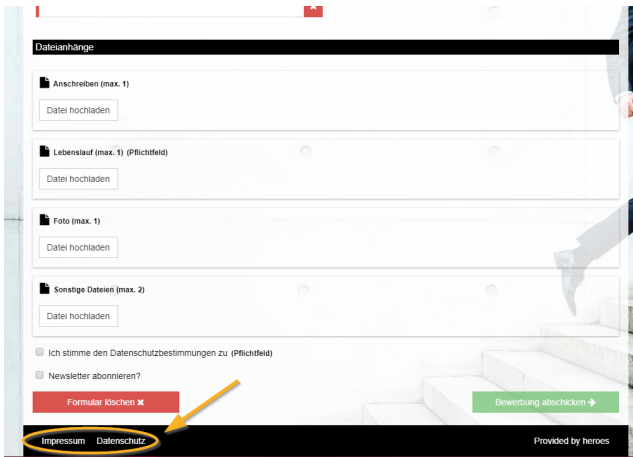 Dateianhänge
Anschreiben (max. 1)
Datei hochladen
Lebenslauf (max. 1) (Pflichtfeld)
Datei hochladen
Foto (max. 1)
Datei hochladen
Sonstige Dateien (max. 2)
Datei hochladen
Ich stimme den Datenschutzbestimmungen zu (Pflichtfeld)
Newsletter abonnieren?
Formular löschen ✖ Bewerbung abschicken →
Impressum Datenschutz Provided by heroes